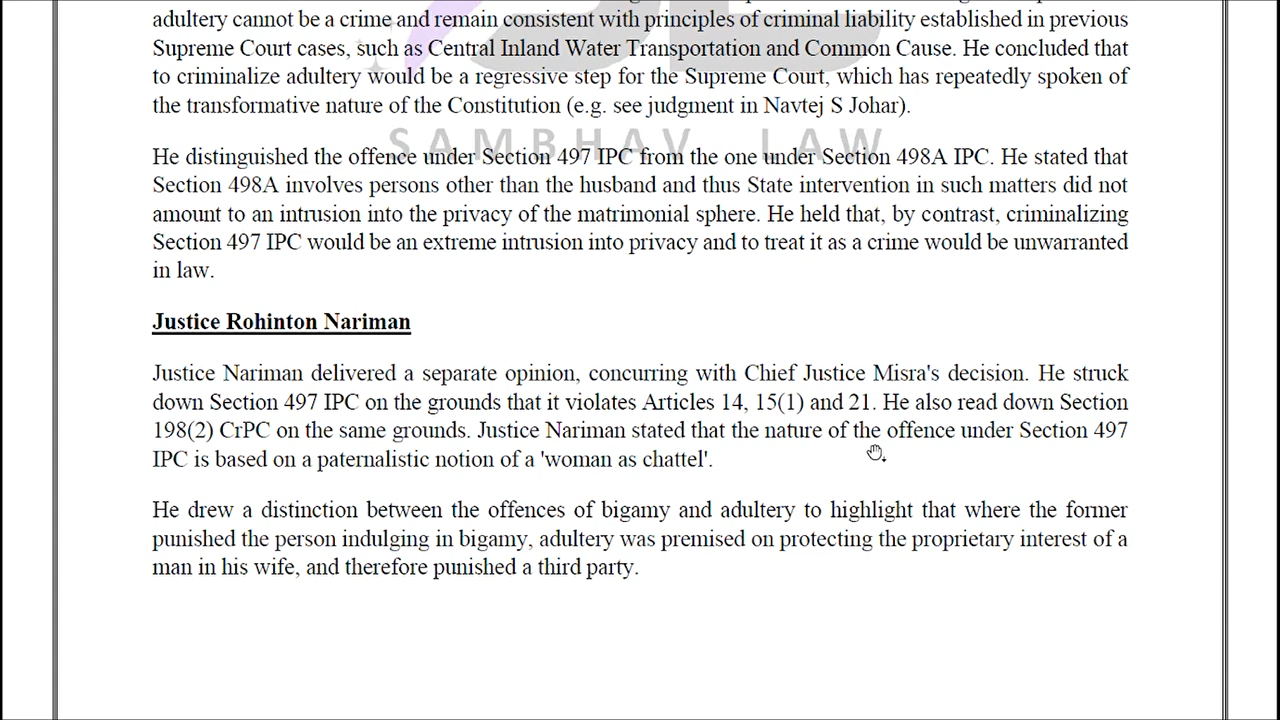 adultery cannot be a crime and remain consistent with principles of criminal liability established in previous
Supreme Court cases, such as Central Inland Water Transportation and Common Cause. He concluded that
to criminalize adultery would be a regressive step for the Supreme Court, which has repeatedly spoken of
the transformative nature of the Constitution (e.g. see judgment in Navtej S Johar).
SAMBHAV LAW
He distinguished the offence under Section 497 IPC from the one under Section 498A IPC. He stated that
Section 498A involves persons other than the husband and thus State intervention in such matters did not
amount to an intrusion into the privacy of the matrimonial sphere. He held that, by contrast, criminalizing
Section 497 IPC would be an extreme intrusion into privacy and to treat it as a crime would be unwarranted
in law.
Justice Rohinton Nariman
Justice Nariman delivered a separate opinion, concurring with Chief Justice Misra's decision. He struck
down Section 497 IPC on the grounds that it violates Articles 14, 15(1) and 21. He also read down Section
198(2) CrPC on the same grounds. Justice Nariman stated that the nature of the offence under Section 497
IPC is based on a paternalistic notion of a 'woman as chattel'.
He drew a distinction between the offences of bigamy and adultery to highlight that where the former
punished the person indulging in bigamy, adultery was premised on protecting the proprietary interest of a
man in his wife, and therefore punished a third party.